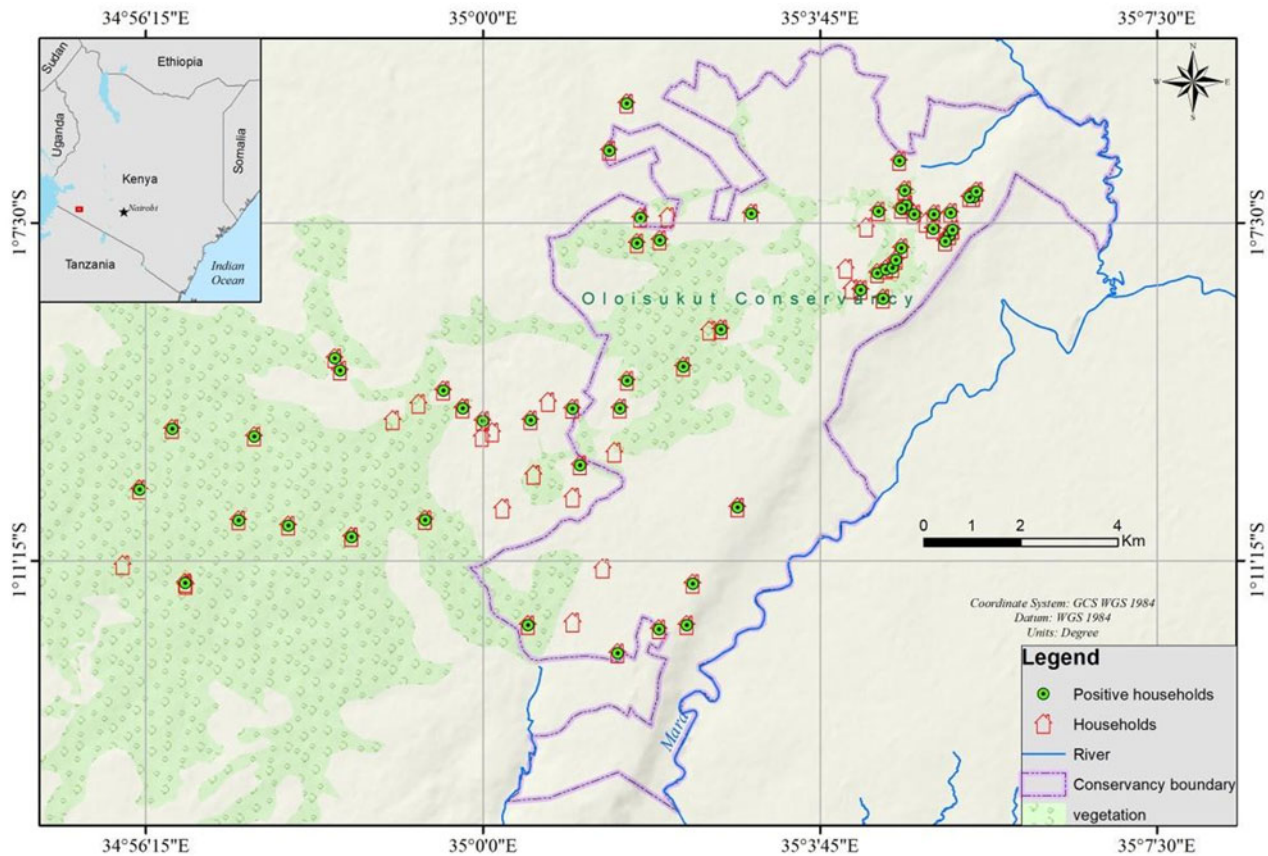 34°56'15"E 35°0'0"E 35°3'45"E 35°7'30"E
Sudan
Ethiopia
Uganda
Somalia
Kenya
Nairobi
Tanzania
Indian
Ocean
N
W E
S
1°7'30"S 1°7'30"S
Oloisukut Conservancy
0 1 2 4
Km
1°11'15"S 1°11'15"S
Coordinate System: GCS WGS 1984
Datum: WGS 1984
Units: Degree
Mara
Legend
Positive households
Households
River
Conservancy boundary
vegetation
34°56'15"E 35°0'0"E 35°3'45"E 35°7'30"E